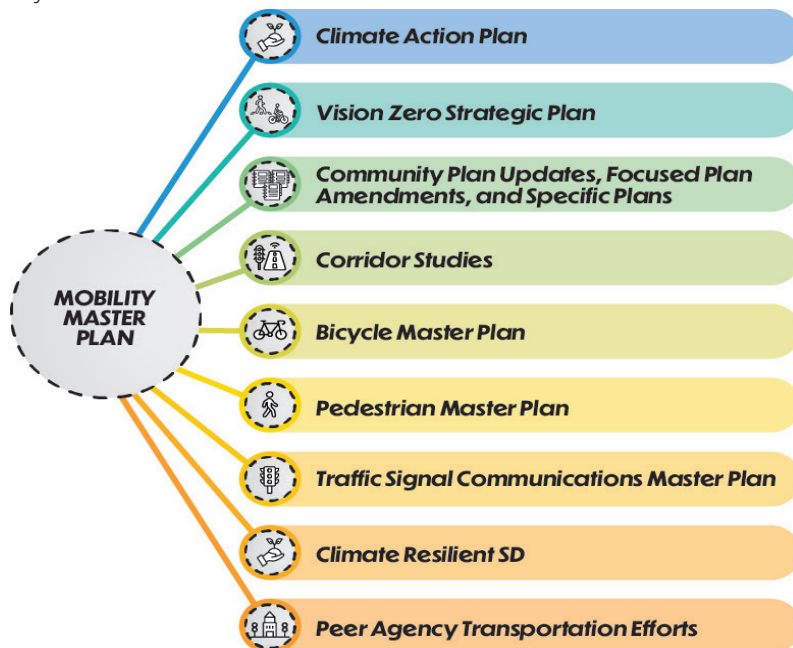 Climate Action Plan
Vision Zero Strategic Plan
Community Plan Updates, Focused Plan
Amendments, and Specific Plans
Corridor Studies
MOBILITY
MASTER
PLAN
Bicycle Master Plan
Pedestrian Master Plan
Traffic Signal Communications Master Plan
Climate Resilient SD
Peer Agency Transportation Efforts